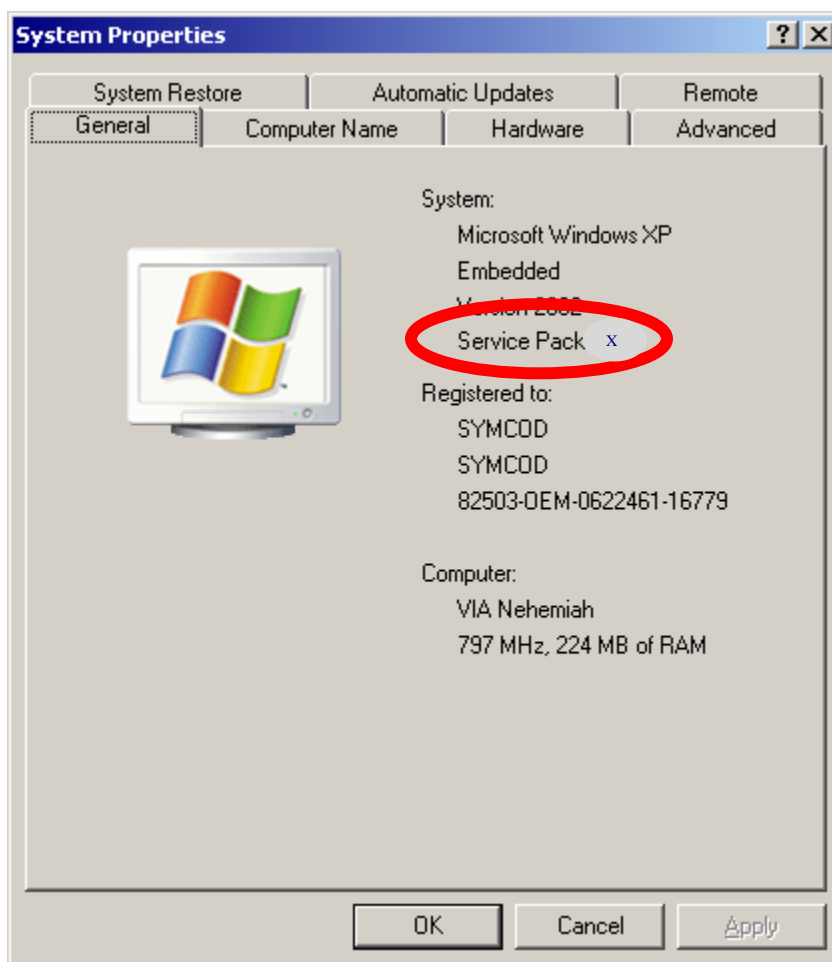 System Properties
System Restore
Automatic Updates
Remote
General
Computer Name
Hardware
Advanced
System:
Microsoft Windows XP
Embedded
Version 2002
Service Pack x
Registered to:
SYMCOD
SYMCOD
82503-OEM-0622461-16779
Computer:
VIA Nehemiah
797 MHz, 224 MB of RAM
OK
Cancel
Apply